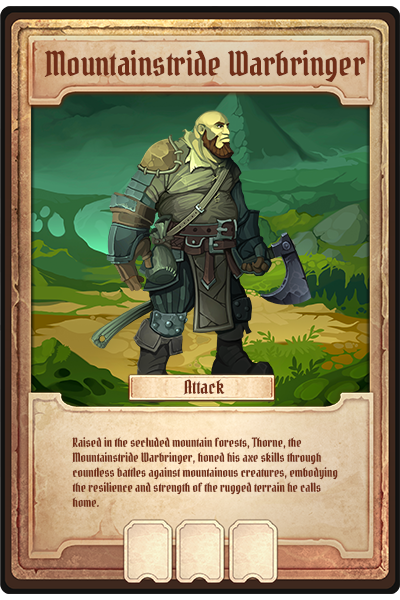 Mountainstride Warbringer
Attack
Raised in the secluded mountain forests, Thorne, the
Mountainstride Warbringer, honed his axe skills through
countless battles against mountainous creatures, embodying
the resilience and strength of the rugged terrain he calls
home.